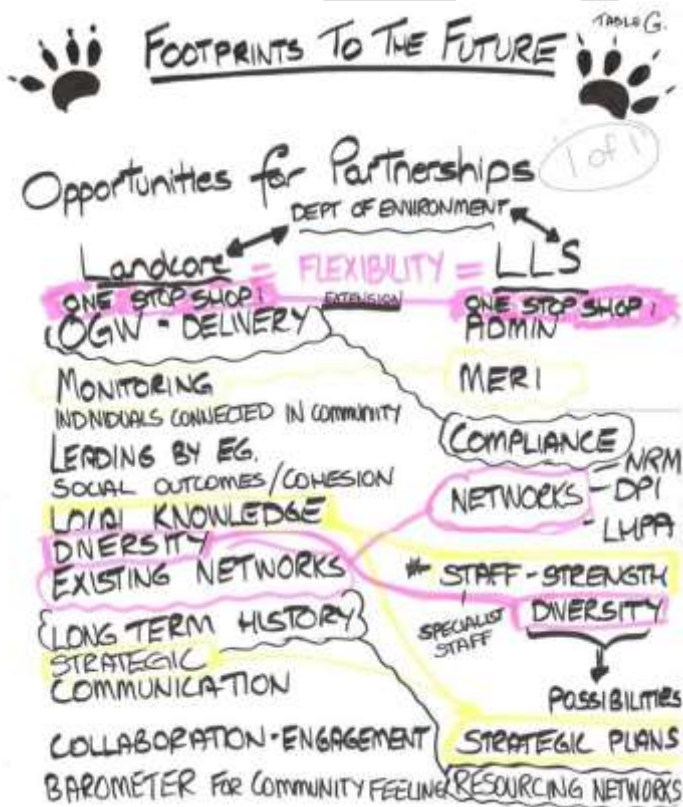 TABLE G.
FOOTPRINTS TO THE FUTURE
1 of 1
Opportunities for Partnerships
DEPT OF ENVIRONMENT
Landcare = FLEXIBILITY = LLS
ONE STOP SHOP! EXTENSION ONE STOP SHOP!
OGW - DELIVERY
ADMIN
MONITORING
MERI
INDIVIDUALS CONNECTED IN COMMUNITY
COMPLIANCE
LEADING BY EG.
SOCIAL OUTCOMES/COHESION
NETWORKS
- NRM
- DPI
- LHPA
LOCAL KNOWLEDGE
DIVERSITY
EXISTING NETWORKS
* STAFF - STRENGTH
SPECIALIST
STAFF
DIVERSITY
POSSIBILITIES
LONG TERM HISTORY
STRATEGIC
COMMUNICATION
COLLABORATION - ENGAGEMENT
STRATEGIC PLANS
BAROMETER FOR COMMUNITY FEELING
RESOURCING NETWORKS